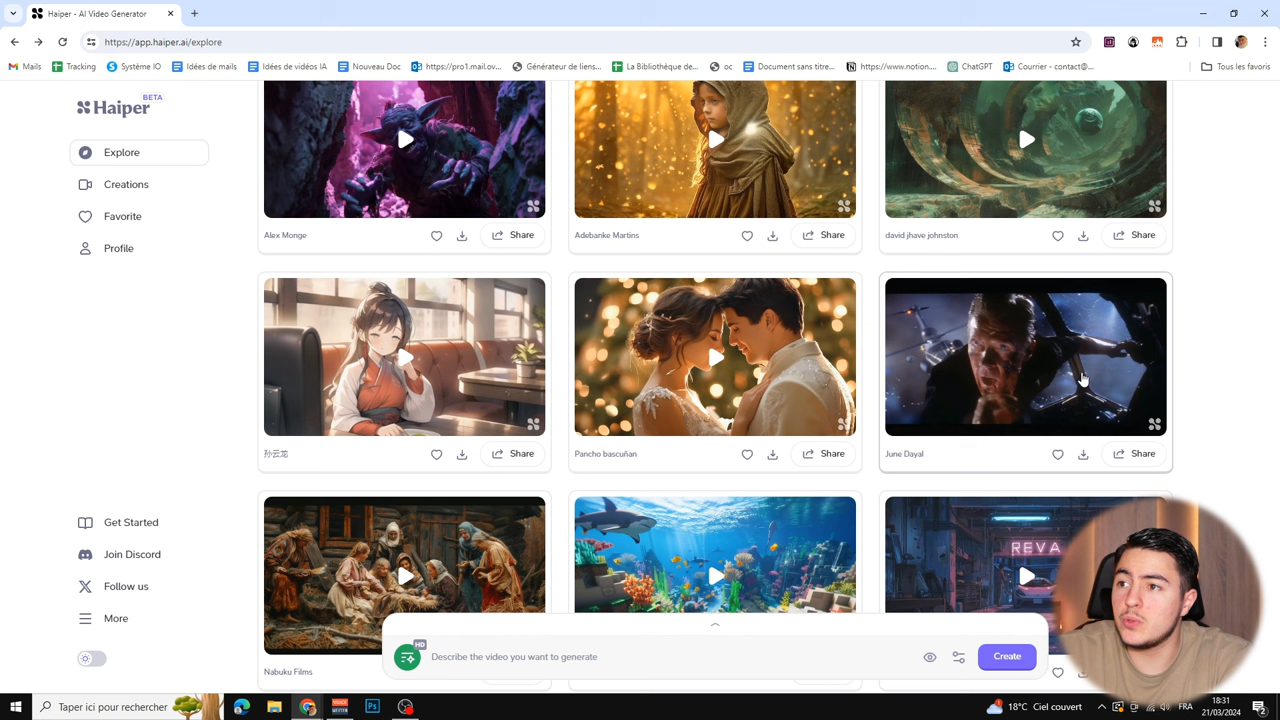 Haiper - AI Video Generator
https://app.haiper.ai/explore
Mails
Tracking
Système IO
Idées de mails
Idées de vidéos IA
Nouveau Doc
https://pro1.mail.ov...
Générateur de liens...
La Bibliothèque de...
oc
Document sans titre...
https://www.notion....
ChatGPT
Courrier - contact@...
Tous les favoris
Haiper
BETA
Explore
Creations
Favorite
Profile
Get Started
Join Discord
Follow us
More
Alex Monge
Share
Adebanke Martins
Share
david jhave johnston
Share
孙云龙
Share
Pancho bascuñan
Share
June Dayal
Share
REVA
Nabuku Films
HD
Describe the video you want to generate
Create
Taper ici pour rechercher
18°C Ciel couvert
FRA
18:31
21/03/2024